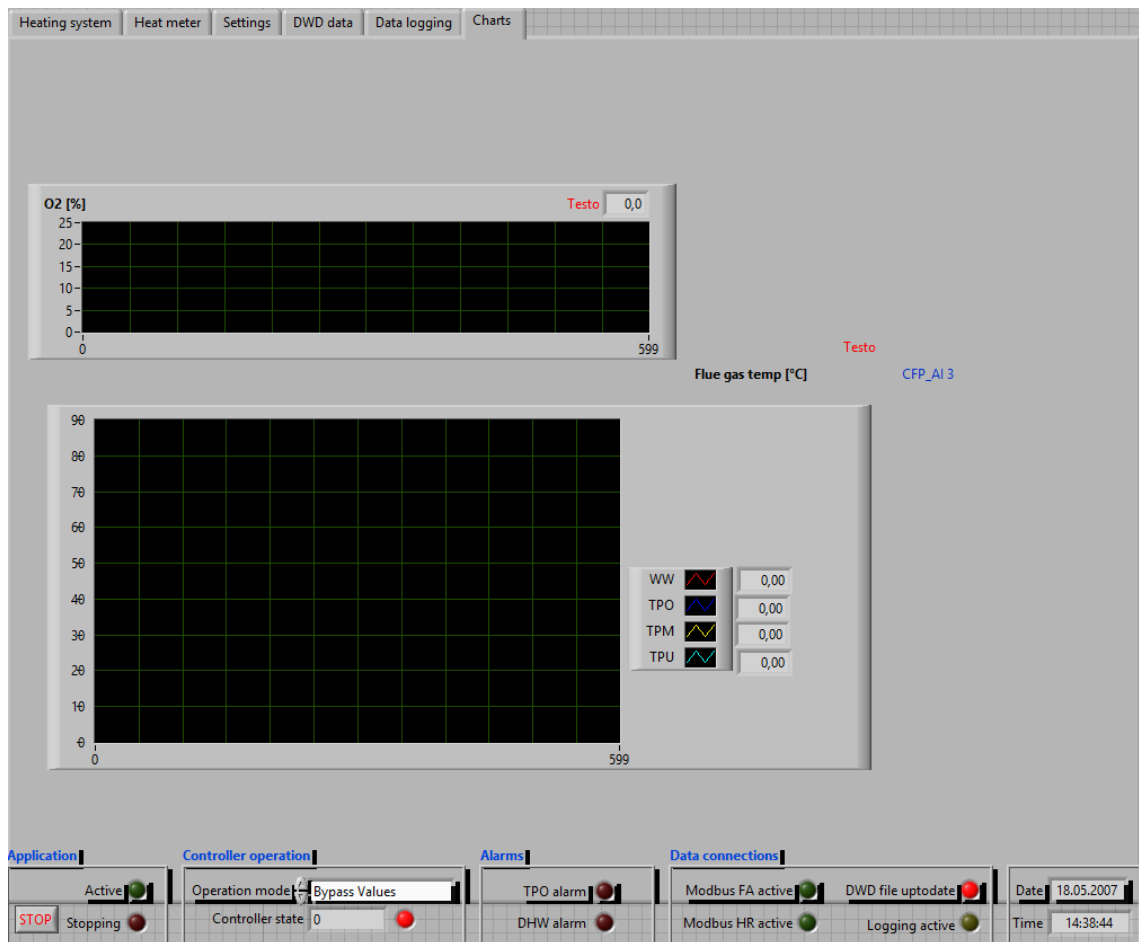 Heating system Heat meter Settings DWD data Data logging Charts
O2 [%] Testo 0,0
25
20
15
10
5
0
0 599
Testo
Flue gas temp [°C] CFP_AI 3
90
80
70
60
50
40
30
20
10
0
0 599
WW 0,00
TPO 0,00
TPM 0,00
TPU 0,00
Application Controller operation Alarms Data connections
Active Operation mode Bypass Values TPO alarm Modbus FA active DWD file uptodate Date 18.05.2007
STOP Stopping Controller state 0 DHW alarm Modbus HR active Logging active Time 14:38:44